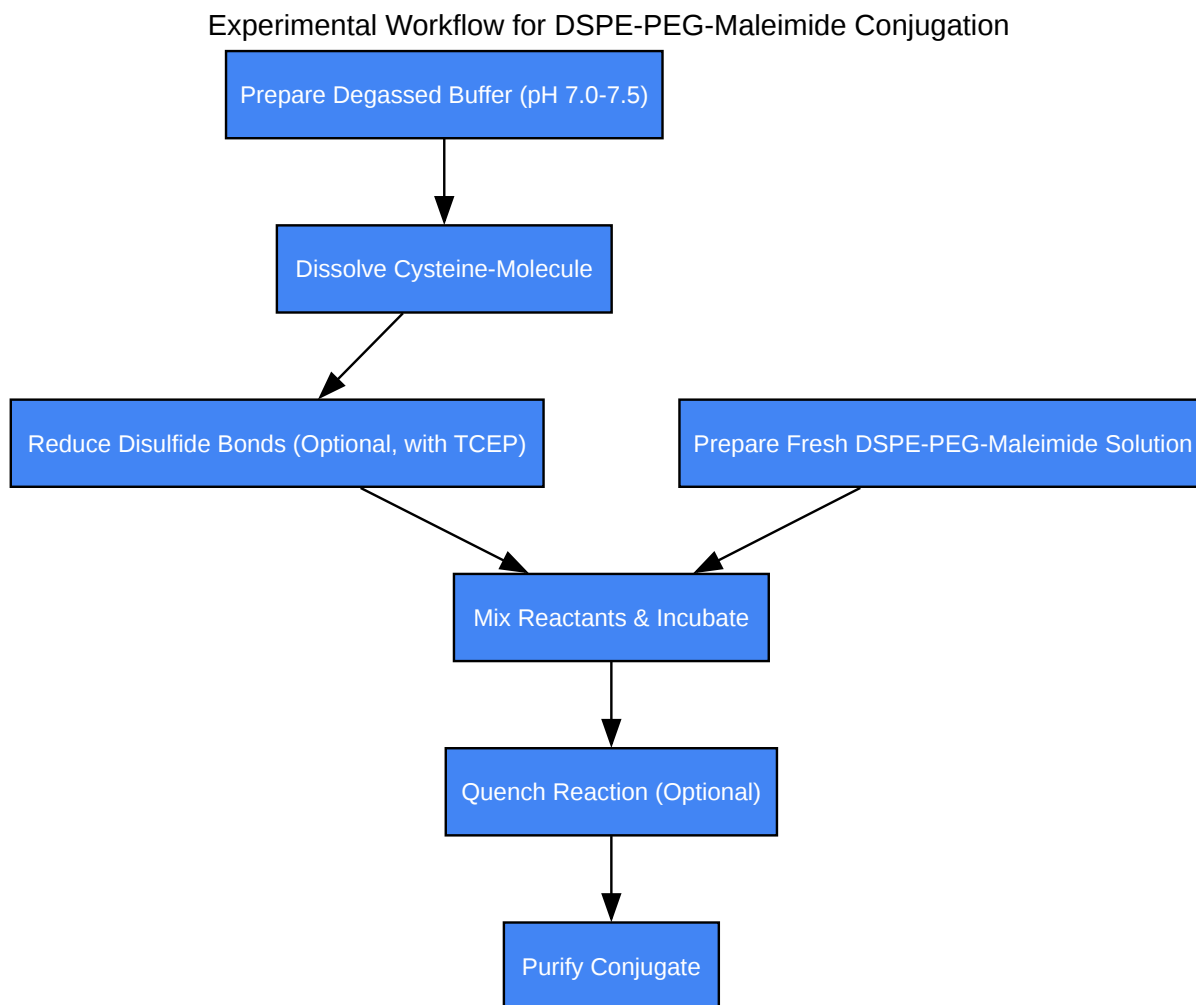 Experimental Workflow for DSPE-PEG-Maleimide Conjugation
Prepare Degassed Buffer (pH 7.0-7.5)
Dissolve Cysteine-Molecule
Reduce Disulfide Bonds (Optional, with TCEP)
Prepare Fresh DSPE-PEG-Maleimide Solution
Mix Reactants & Incubate
Quench Reaction (Optional)
Purify Conjugate